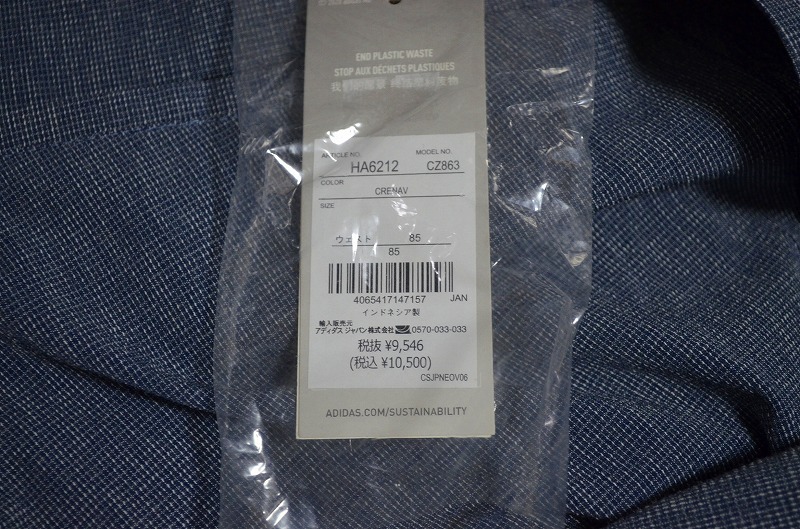 END PLASTIC WASTE
STOP AUX DÉCHETS PLASTIQUES
ARTICLE NO. MODEL NO.
HA6212 CZ863
COLOR
CRENAV
SIZE
ウェスト 85
85
4065417147157 JAN
インドネシア製
輸入販売元
アディダス ジャパン株式会社 0570-033-033
税抜 ¥9,546
(税込 ¥10,500)
CSJPNEOV06
ADIDAS.COM/SUSTAINABILITY